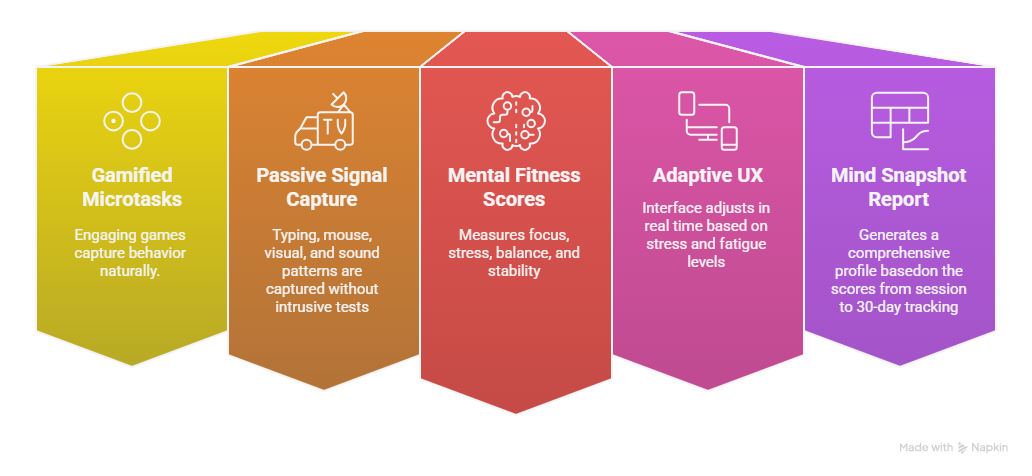 Gamified
Microtasks
Engaging games
capture behavior
naturally.
TV
Passive Signal
Capture
Typing, mouse,
visual, and sound
patterns are
captured without
intrusive tests
Mental Fitness
Scores
Measures focus,
stress, balance, and
stability
Adaptive UX
Interface adjusts in
real time based on
stress and fatigue
levels
Mind Snapshot
Report
Generates a
comprehensive
profile basedon the
scores from session
to 30-day tracking
Made with Napkin